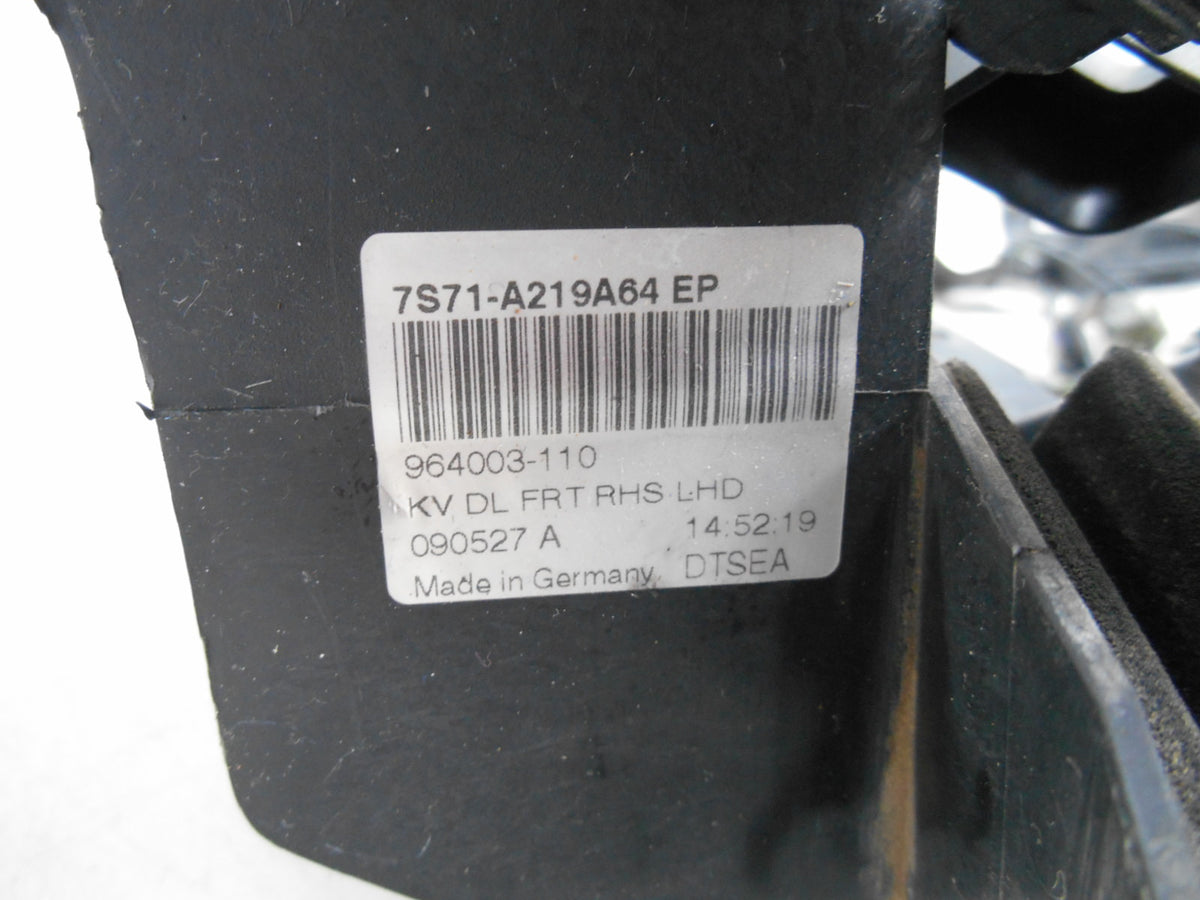 7S71-A219A64 EP
964003-110
KV DL FRT RHS LHD
090527 A 14:52:19
Made in Germany DTSEA